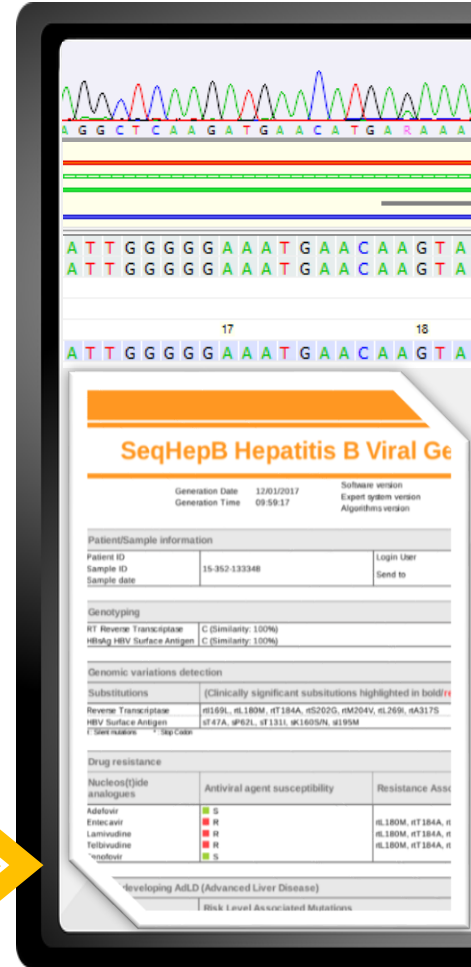 A G G C T C A A G A T G A A C A T G A R A A A
A T T G G G G G A A A T G A A C A A G T A
A T T G G G G G A A A T G A A C A A G T A
17 18
A T T G G G G G A A A T G A A C A A G T A
SeqHepB Hepatitis B Viral Ge
Generation Date 12/01/2017 Software version
Generation Time 09:59:17 Expert system version
Algorithms version
Patient/Sample information
Patient ID Login User
Sample ID 15-352-133348 Send to
Sample date
Genotyping
RT Reverse Transcriptase C (Similarity: 100%)
HBsAg HBV Surface Antigen C (Similarity: 100%)
Genomic variations detection
Substitutions (Clinically significant subsitutions highlighted in bold/re
Reverse Transcriptase rtI169L, rtL180M, rtT184A, rtS202G, rtM204V, rtL269I, rtA317S
HBV Surface Antigen sT47A, sP62L, sT131I, sK160S/N, sI195M
! : Silent mutations * : Stop Codon
Drug resistance
Nucleos(t)ide analogues Antiviral agent susceptibility Resistance Asso
Adefovir S
Entecavir R rtL180M, rtT184A, rt
Lamivudine R rtL180M, rtT184A, rt
Telbivudine R rtL180M, rtT184A, rt
Tenofovir S
developing AdLD (Advanced Liver Disease)
Risk Level Associated Mutations